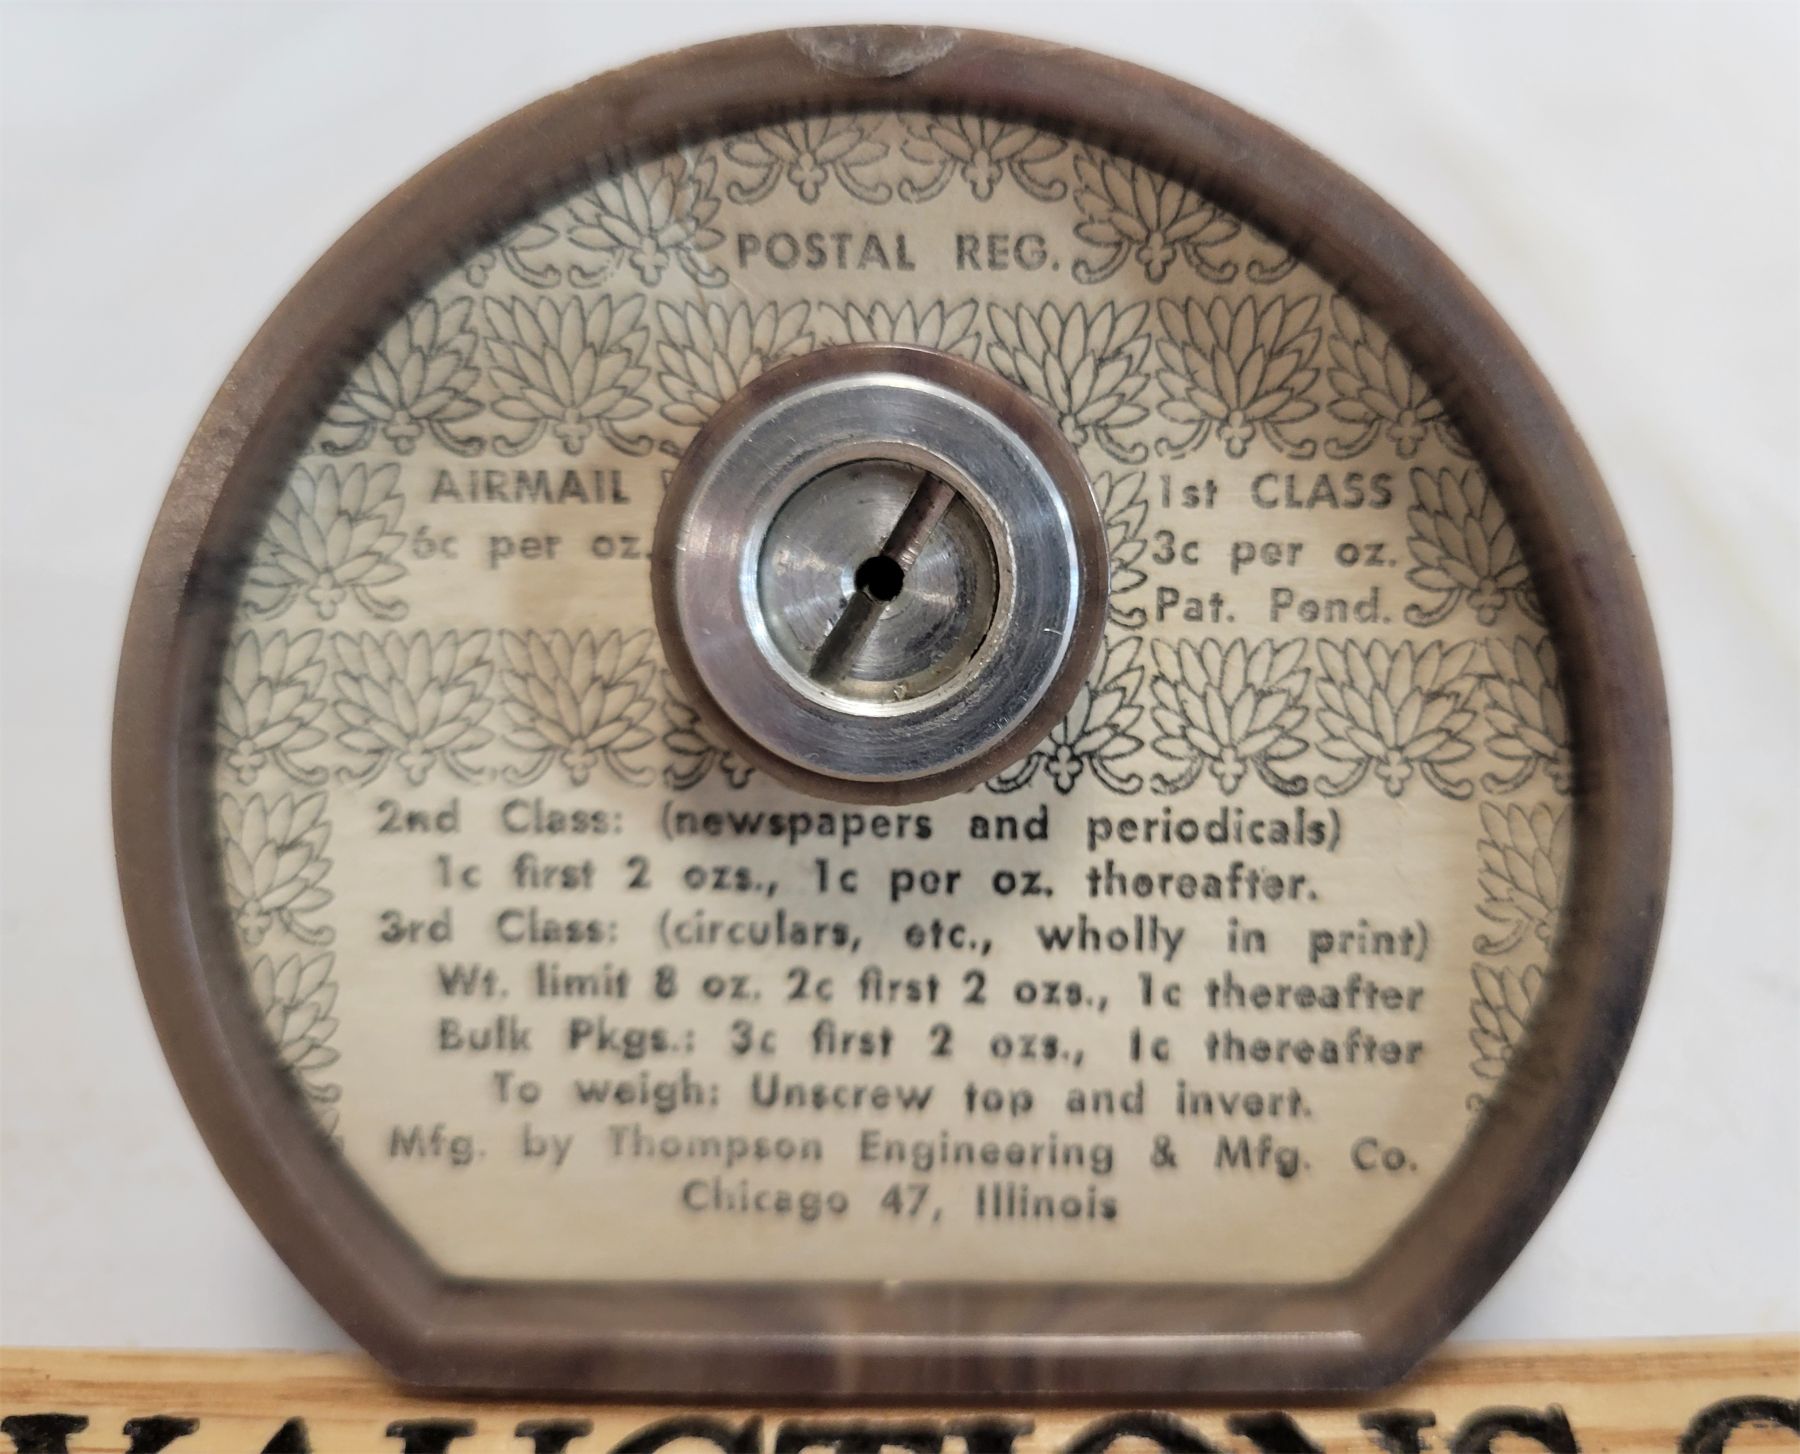 POSTAL REG.
AIRMAIL
6c per oz.
1st CLASS
3c per oz.
Pat. Pend.
2nd Class: (newspapers and periodicals)
1c first 2 ozs., 1c per oz. thereafter.
3rd Class: (circulars, etc., wholly in print)
Wt. limit 8 oz. 2c first 2 ozs., 1c thereafter
Bulk Pkgs.: 3c first 2 ozs., 1c thereafter
To weigh: Unscrew top and invert.
Mfg. by Thompson Engineering & Mfg. Co.
Chicago 47, Illinois
AUCTIONS